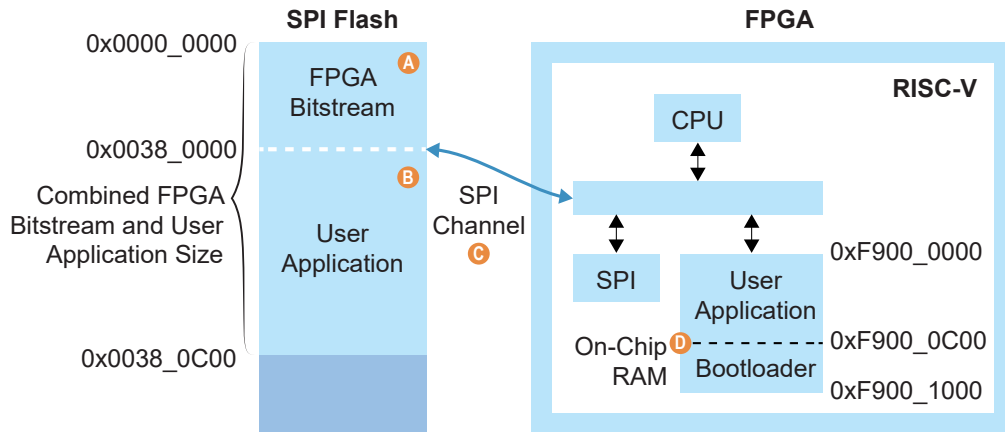 SPI Flash
0x0000_0000
A
FPGA
Bitstream
0x0038_0000
B
Combined FPGA
Bitstream and User
Application Size
User
Application
0x0038_0C00
SPI
Channel
C
FPGA
RISC-V
CPU
SPI
0xF900_0000
User
Application
On-Chip
RAM
D
0xF900_0C00
Bootloader
0xF900_1000